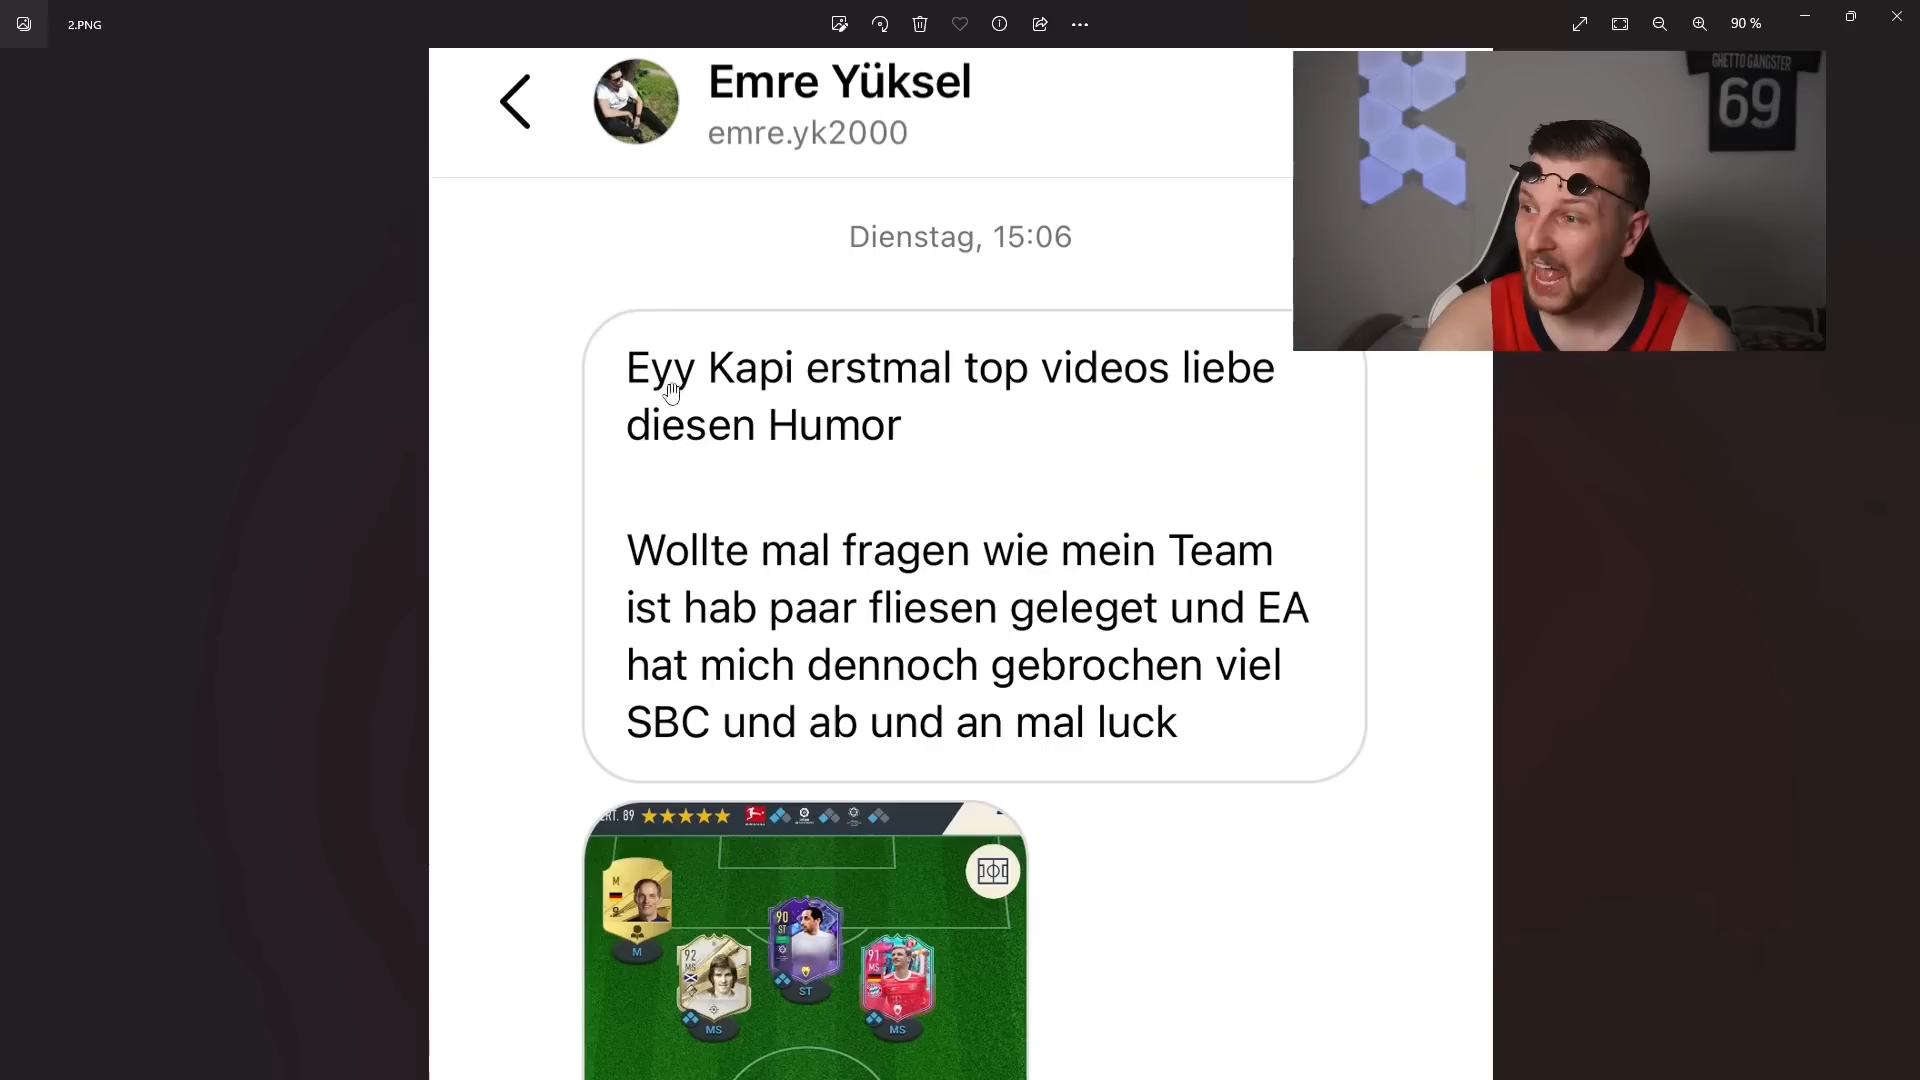 2.PNG
90 %
Emre Yüksel
emre.yk2000
GHETTO GANGSTER
69
Dienstag, 15:06
Eyy Kapi erstmal top videos liebe
diesen Humor
Wollte mal fragen wie mein Team
ist hab paar fliesen geleget und EA
hat mich dennoch gebrochen viel
SBC und ab und an mal luck
RT. 89
M
M
90
ST
ST
92
MS
MS
91
MS
MS